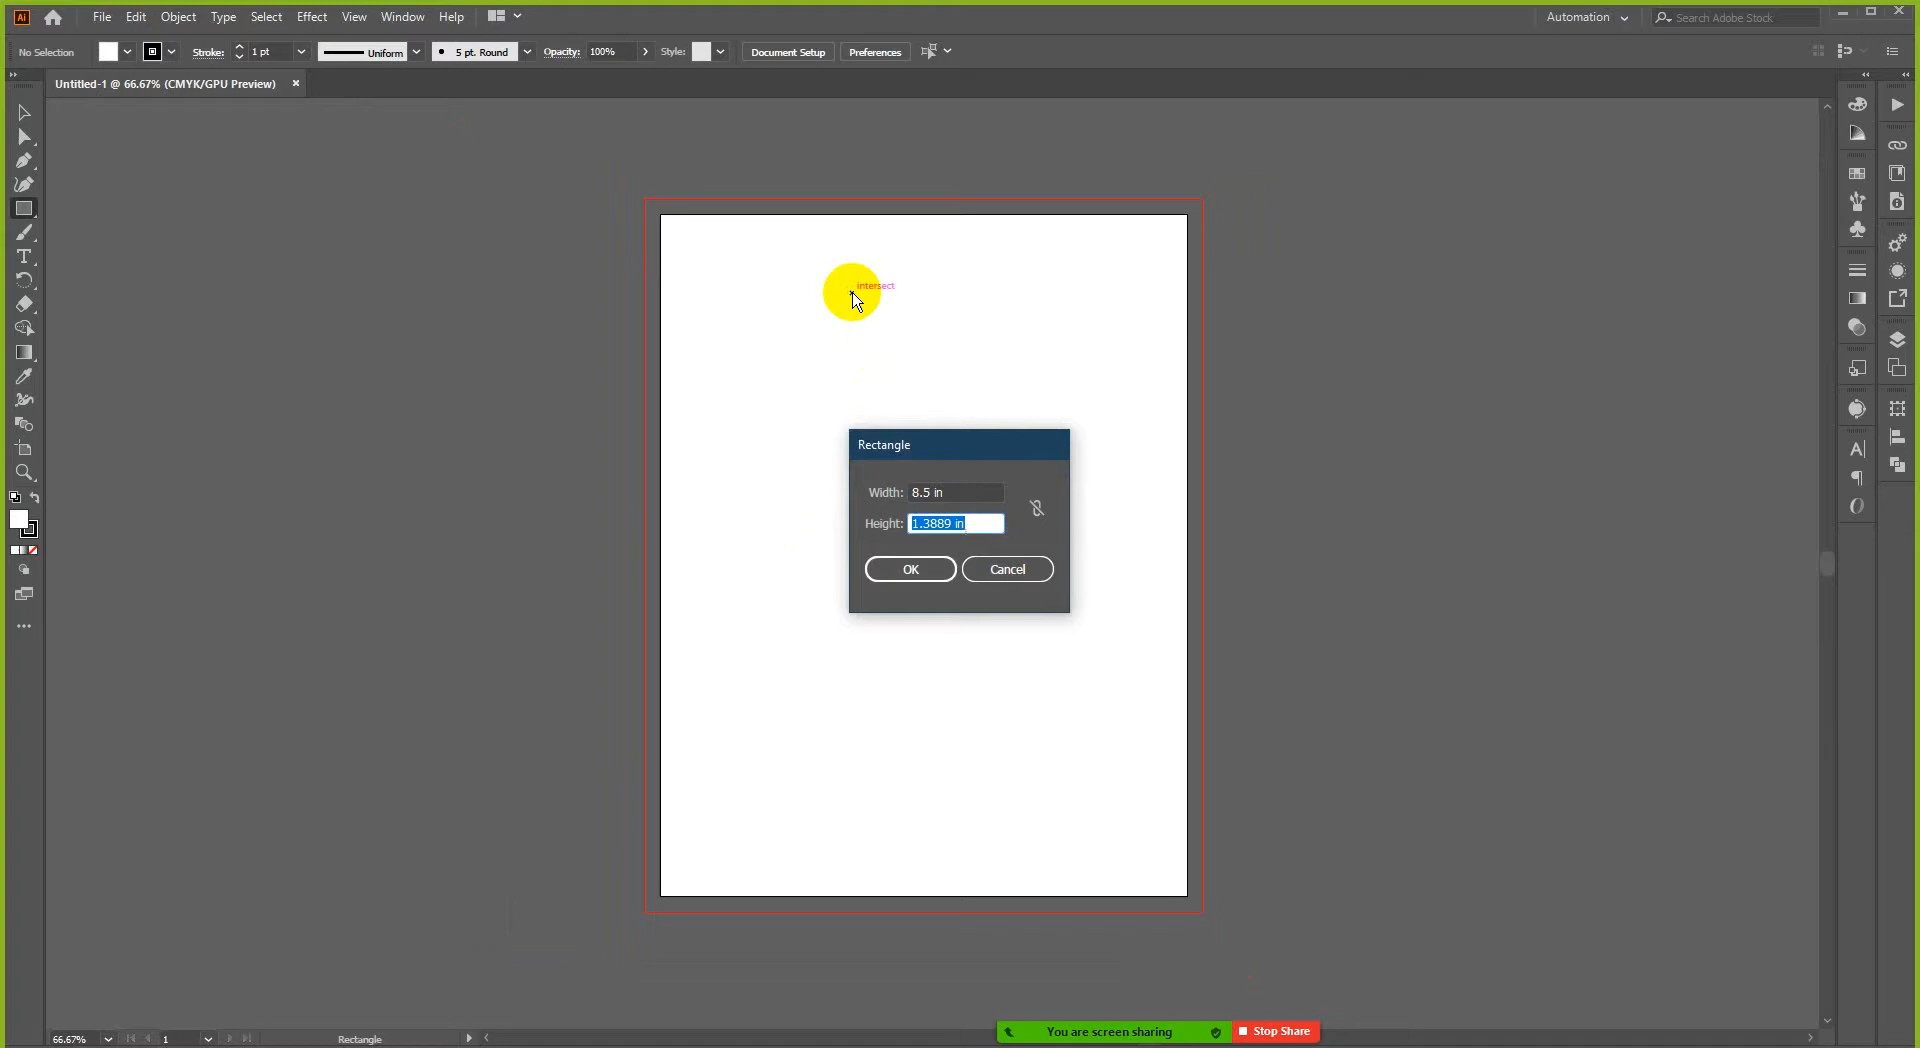 Ai File Edit Object Type Select Effect View Window Help Automation Search Adobe Stock
No Selection Stroke: 1 pt Uniform 5 pt. Round Opacity: 100% Style: Document Setup Preferences
Untitled-1 @ 66.67% (CMYK/GPU Preview) ×
intersect
Rectangle
Width: 8.5 in
Height: 1.3889 in
OK Cancel
66.67% 1 Rectangle
You are screen sharing Stop Share